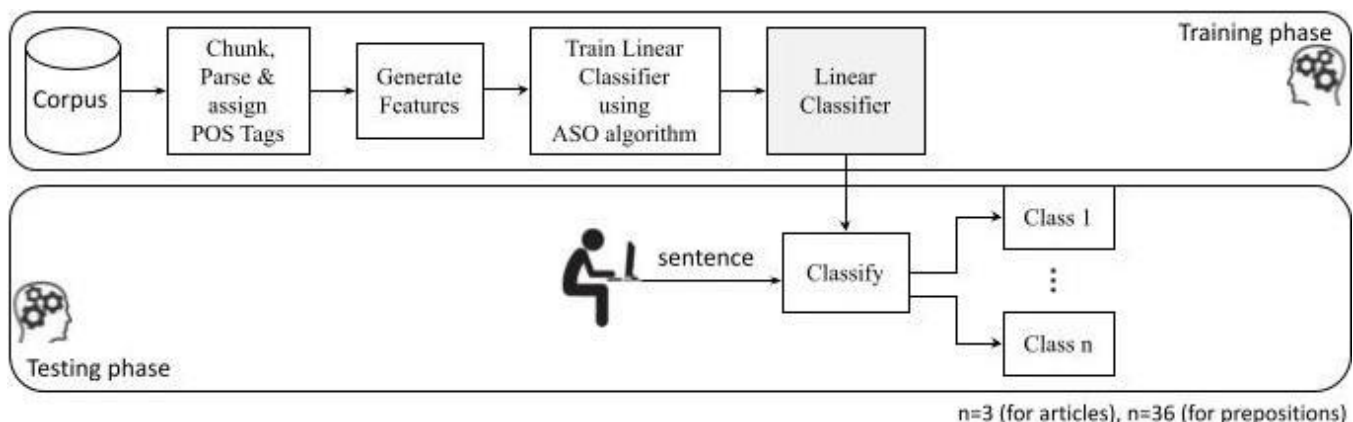 Training phase
Corpus
Chunk,
Parse &
assign
POS Tags
Generate
Features
Train Linear
Classifier
using
ASO algorithm
Linear
Classifier
sentence
Classify
Class 1
⋮
Class n
Testing phase
n=3 (for articles), n=36 (for prepositions)